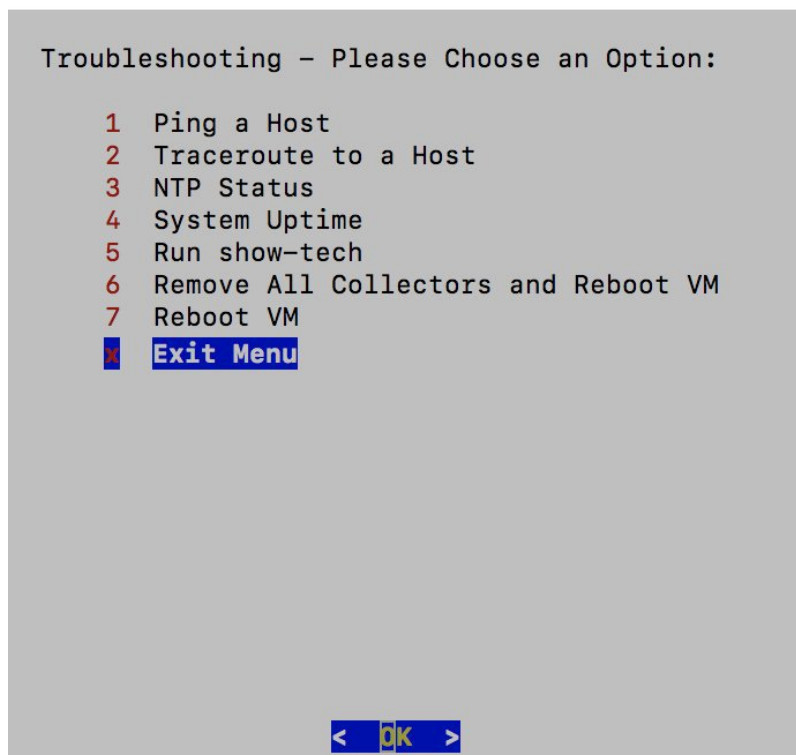 Troubleshooting – Please Choose an Option:
1 Ping a Host
2 Traceroute to a Host
3 NTP Status
4 System Uptime
5 Run show-tech
6 Remove All Collectors and Reboot VM
7 Reboot VM
x Exit Menu
< OK >